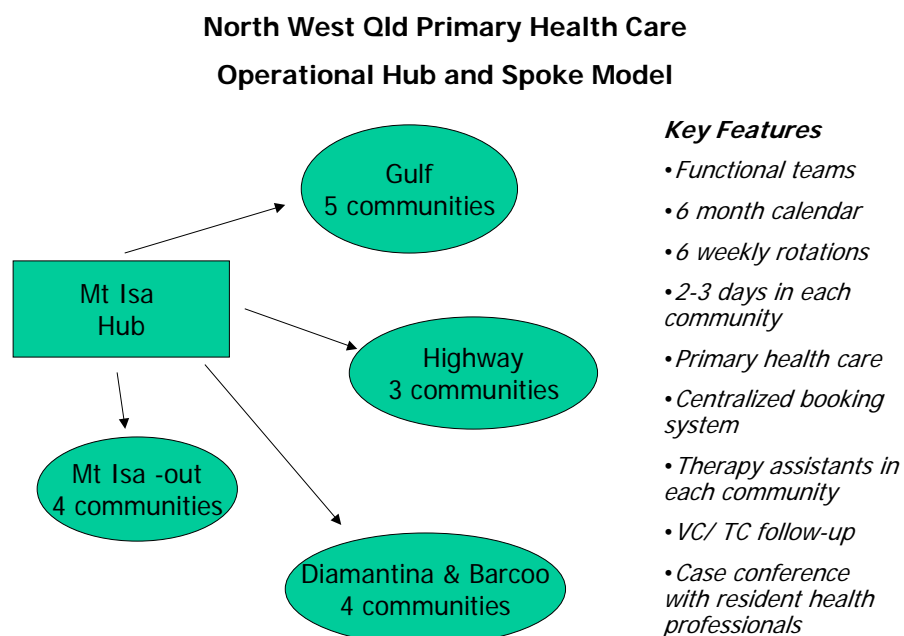 North West Qld Primary Health Care
Operational Hub and Spoke Model
Gulf
5 communities
Mt Isa
Hub
Highway
3 communities
Mt Isa -out
4 communities
Diamantina & Barcoo
4 communities
Key Features
•Functional teams
•6 month calendar
•6 weekly rotations
•2-3 days in each
community
•Primary health care
•Centralized booking
system
•Therapy assistants in
each community
•VC/ TC follow-up
•Case conference
with resident health
professionals